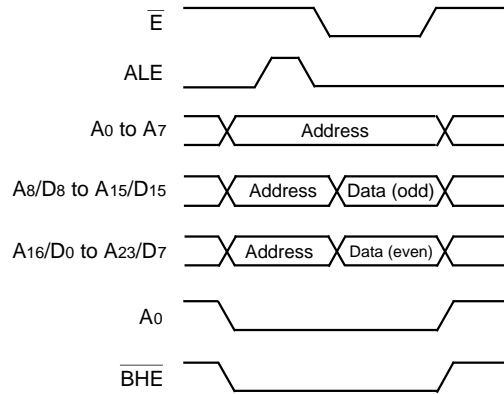 E
ALE
A0 to A7 Address
A8/D8 to A15/D15 Address Data (odd)
A16/D0 to A23/D7 Address Data (even)
A0
BHE